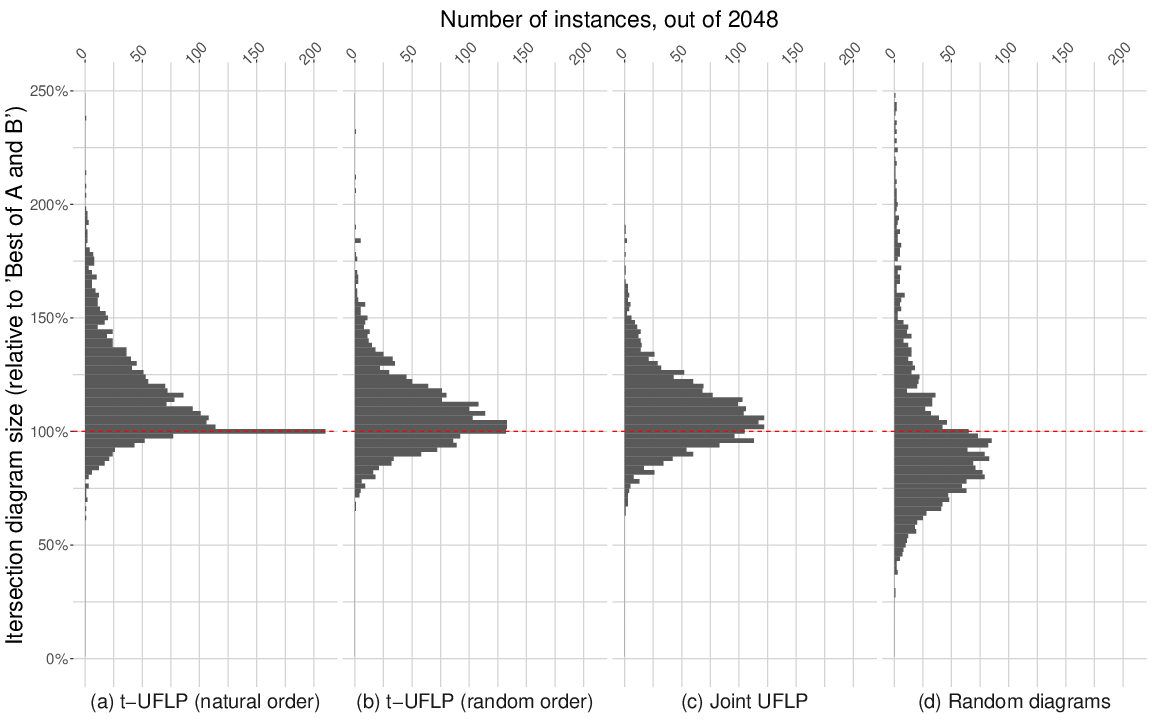 Number of instances, out of 2048
0 50 100 150 200 0 50 100 150 200 0 50 100 150 200 0 50 100 150 200
Itersection diagram size (relative to 'Best of A and B')
250%
200%
150%
100%
50%
0%
(a) t−UFLP (natural order) (b) t−UFLP (random order) (c) Joint UFLP (d) Random diagrams